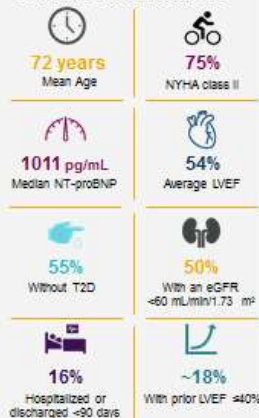 72 years
Mean Age
75%
NYHA class II
1011 pg/mL
Median NT-proBNP
54%
Average LVEF
55%
Without T2D
50%
With an eGFR
<60 mL/min/1.73 m²
16%
Hospitalized or
discharged <90 days
~18%
With prior LVEF ≤40%